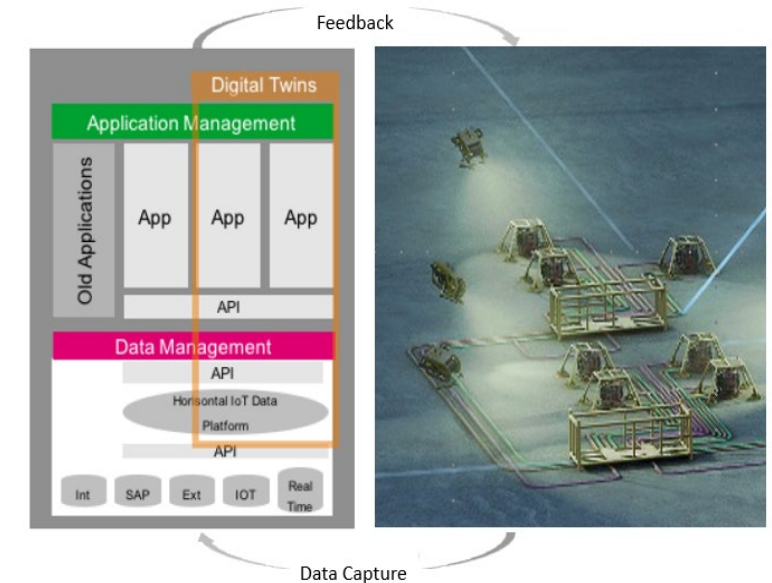 Feedback
Digital Twins
Application Management
Old Applications
App
App
App
API
Data Management
API
Horisontal IoT Data
Platform
API
Int
SAP
Ext
IOT
Real
Time
Data Capture